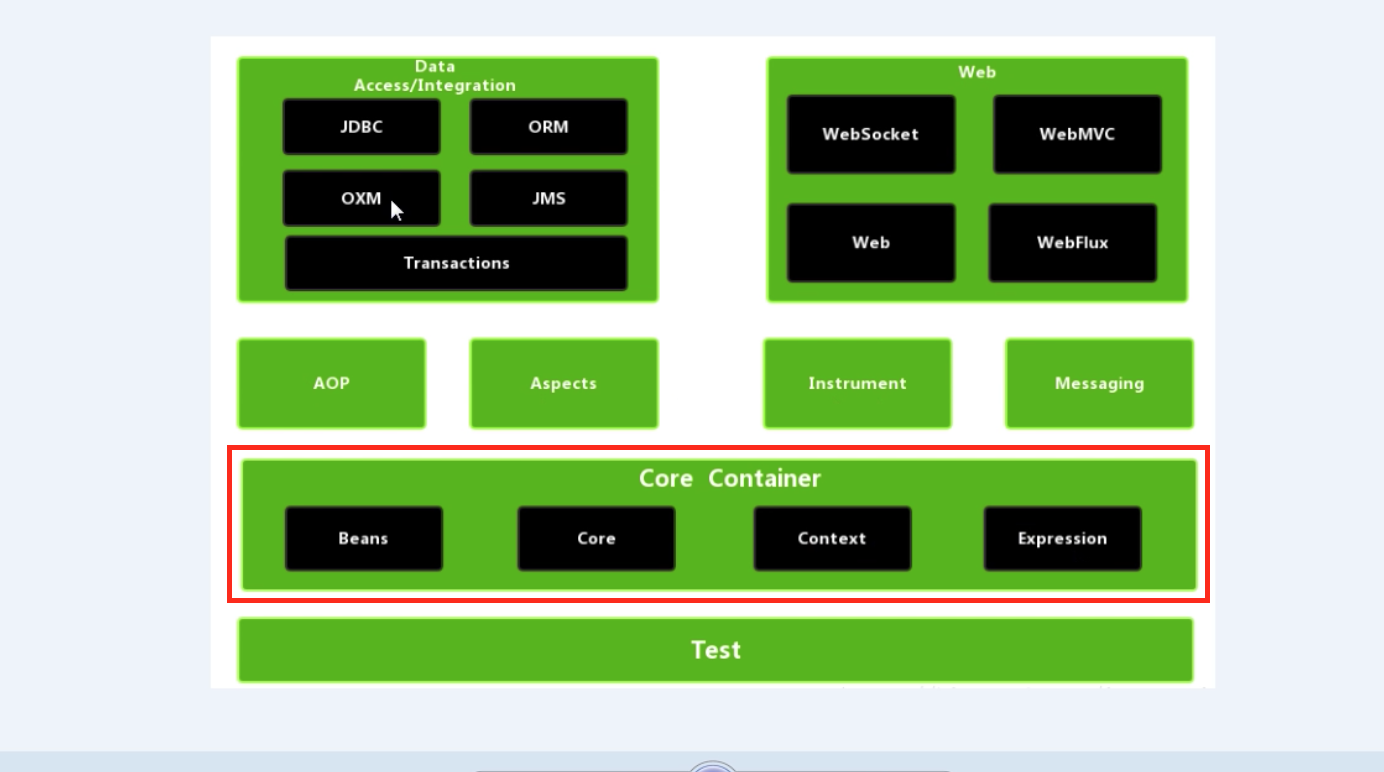 Data
Access/Integration
JDBC
ORM
OXM
JMS
Transactions
Web
WebSocket
WebMVC
Web
WebFlux
AOP
Aspects
Instrument
Messaging
Core Container
Beans
Core
Context
Expression
Test